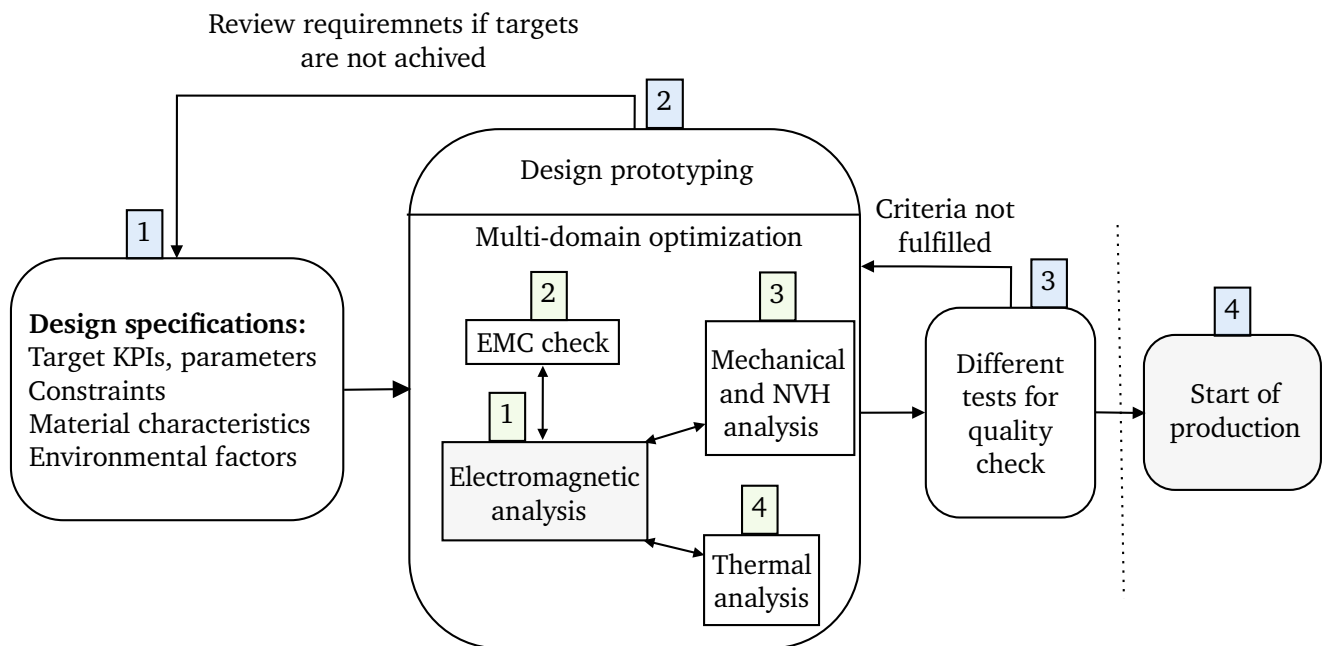 Review requiremnets if targets
are not achived
2
Design prototyping
1
Design specifications:
Target KPIs, parameters
Constraints
Material characteristics
Environmental factors
Multi-domain optimization
2
EMC check
1
Electromagnetic
analysis
3
Mechanical
and NVH
analysis
4
Thermal
analysis
Criteria not
fulfilled
3
Different
tests for
quality
check
4
Start of
production